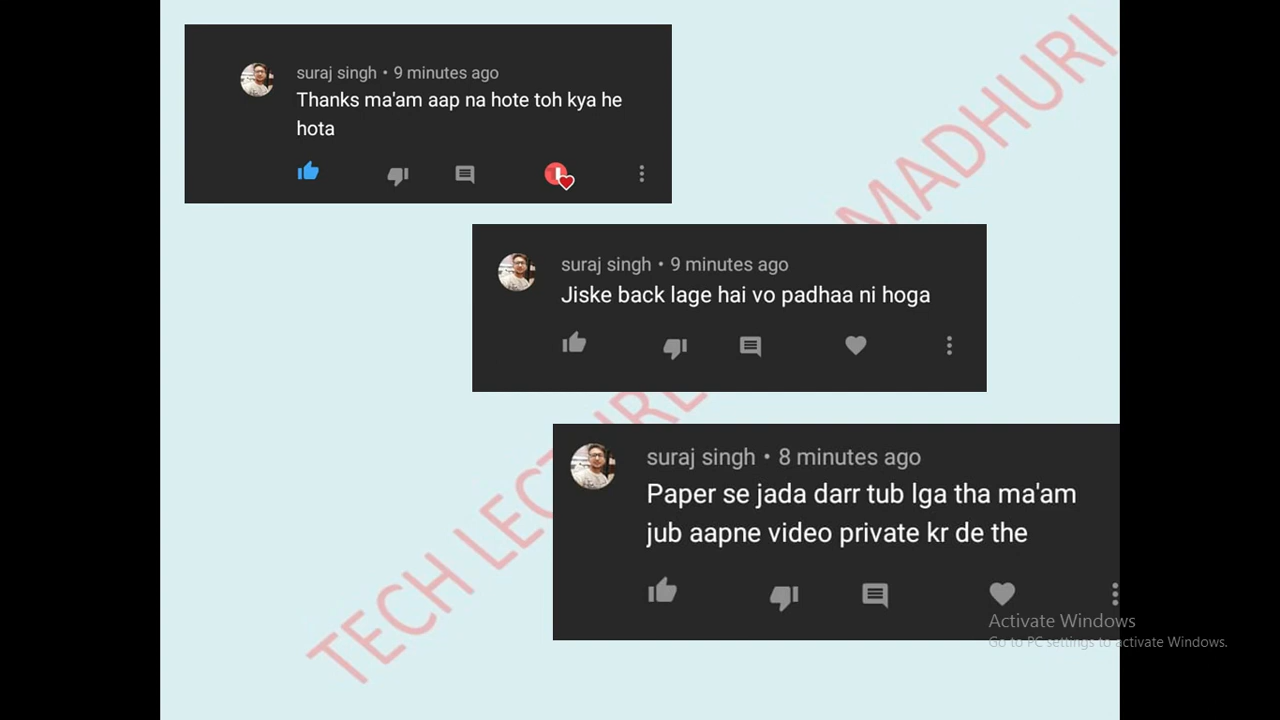 suraj singh • 9 minutes ago
Thanks ma'am aap na hote toh kya he
hota
suraj singh • 9 minutes ago
Jiske back lage hai vo padhaa ni hoga
suraj singh • 8 minutes ago
Paper se jada darr tub lga tha ma'am
jub aapne video private kr de the
TECH LECTURE MADHURI
Activate Windows
Go to PC settings to activate Windows.